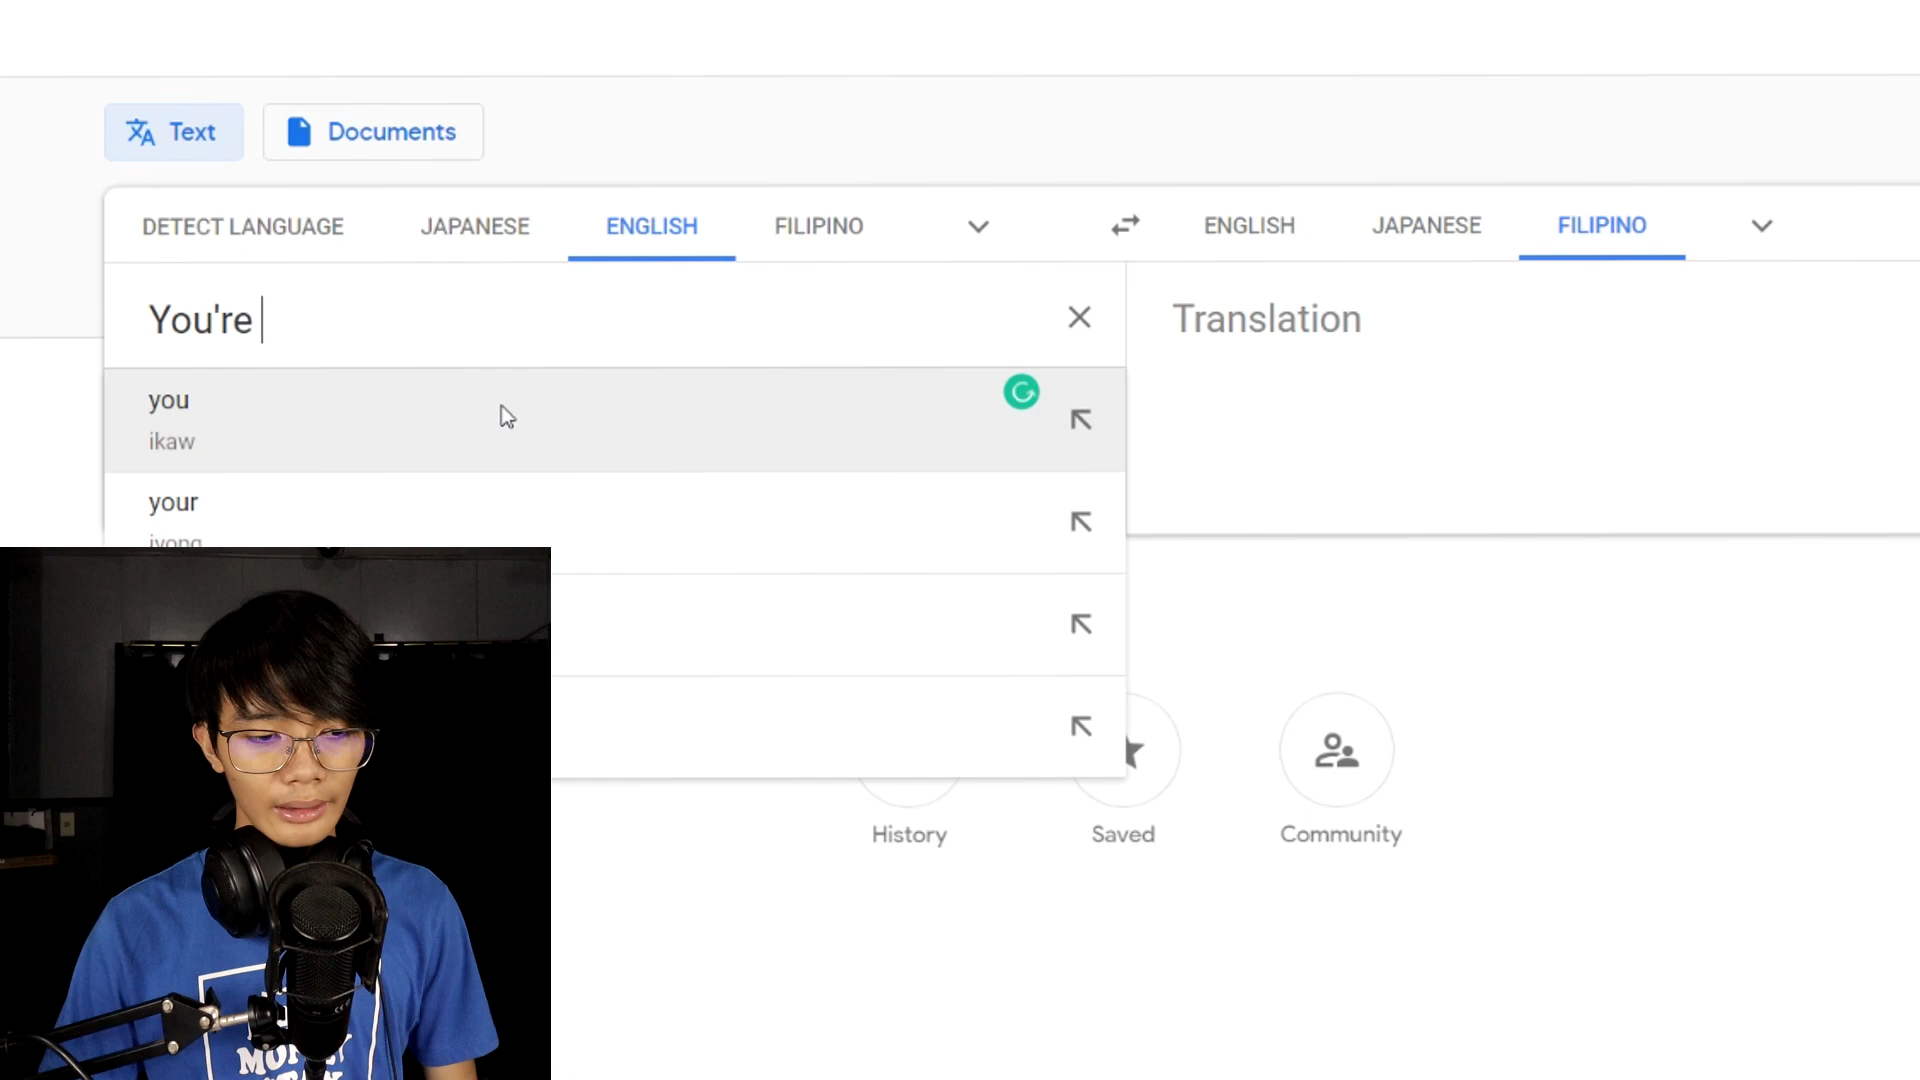 Text Documents
DETECT LANGUAGE JAPANESE ENGLISH FILIPINO ENGLISH JAPANESE FILIPINO
You're
Translation
you
ikaw
your
iyong
History Saved Community